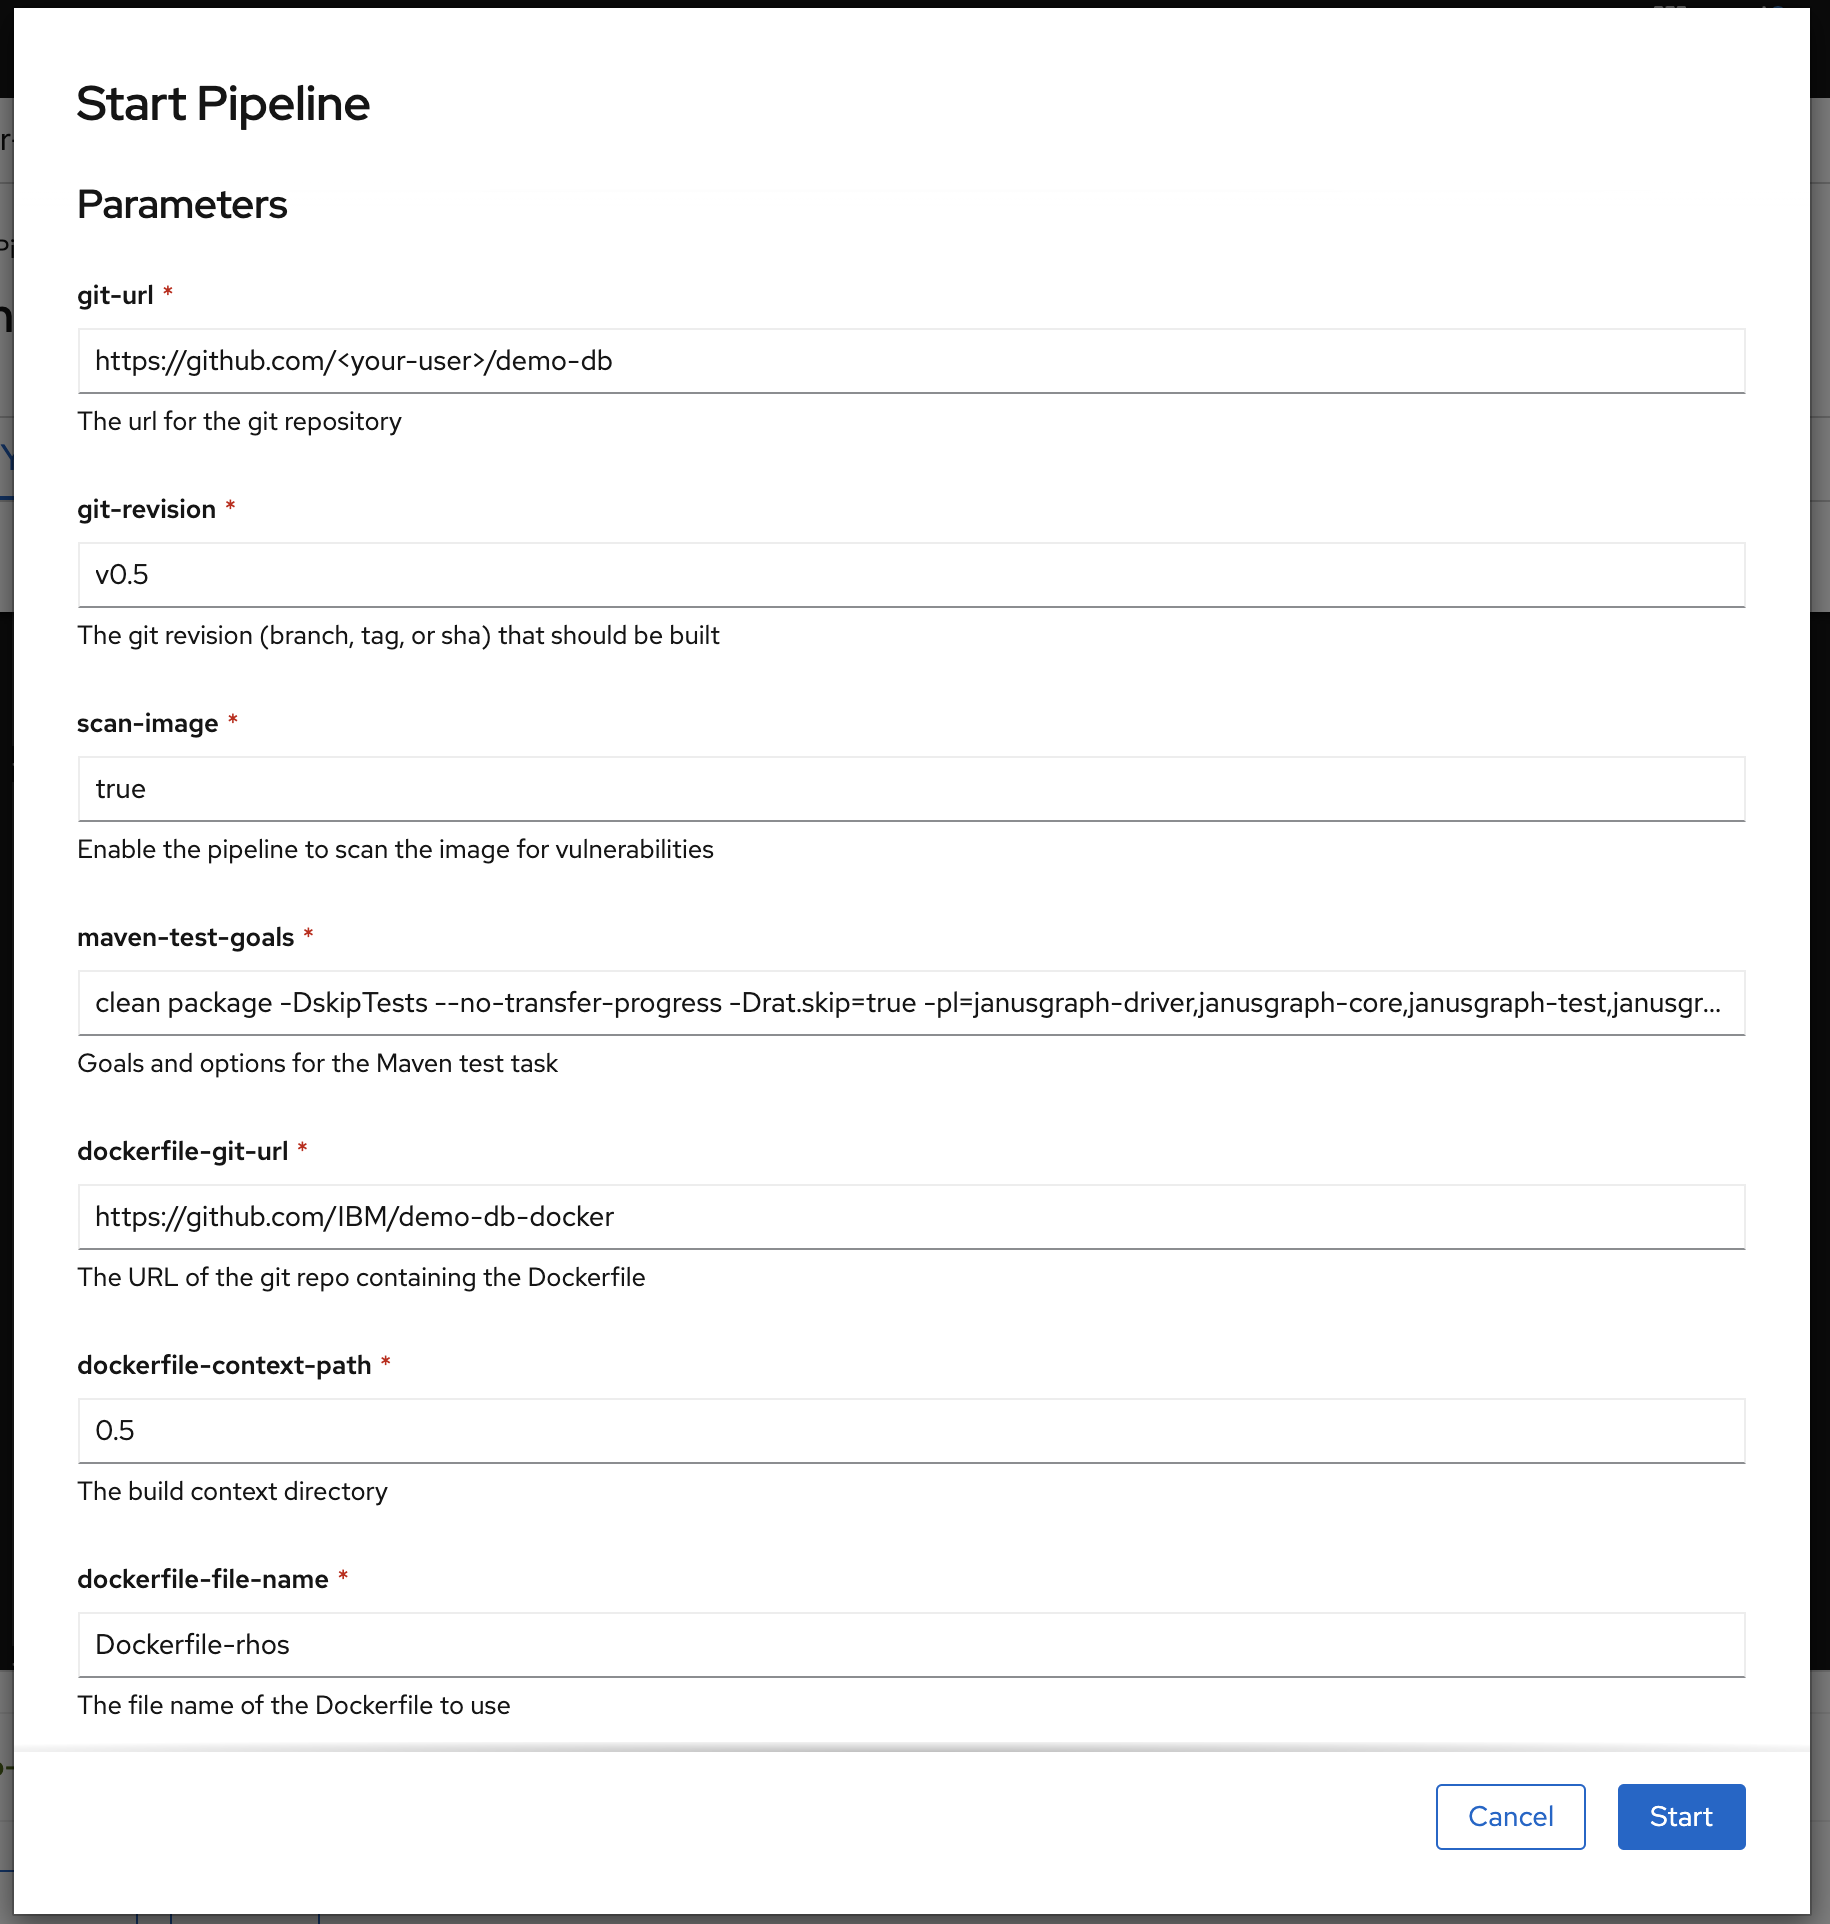 Start Pipeline
Parameters
git-url *
https://github.com/<your-user>/demo-db
The url for the git repository
git-revision *
v0.5
The git revision (branch, tag, or sha) that should be built
scan-image *
true
Enable the pipeline to scan the image for vulnerabilities
maven-test-goals *
clean package -DskipTests --no-transfer-progress -Drat.skip=true -pl=janusgraph-driver,janusgraph-core,janusgraph-test,janusgr...
Goals and options for the Maven test task
dockerfile-git-url *
https://github.com/IBM/demo-db-docker
The URL of the git repo containing the Dockerfile
dockerfile-context-path *
0.5
The build context directory
dockerfile-file-name *
Dockerfile-rhos
The file name of the Dockerfile to use
Cancel
Start